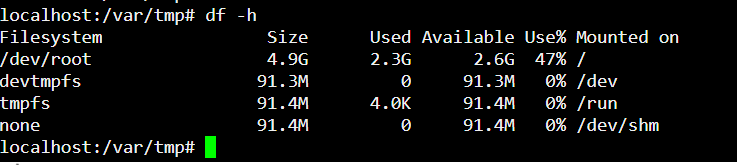 localhost:/var/tmp# df -h
Filesystem                Size      Used Available Use% Mounted on
/dev/root                 4.9G      2.3G      2.6G  47% /
devtmpfs                 91.3M         0     91.3M   0% /dev
tmpfs                    91.4M      4.0K     91.4M   0% /run
none                     91.4M         0     91.4M   0% /dev/shm
localhost:/var/tmp#